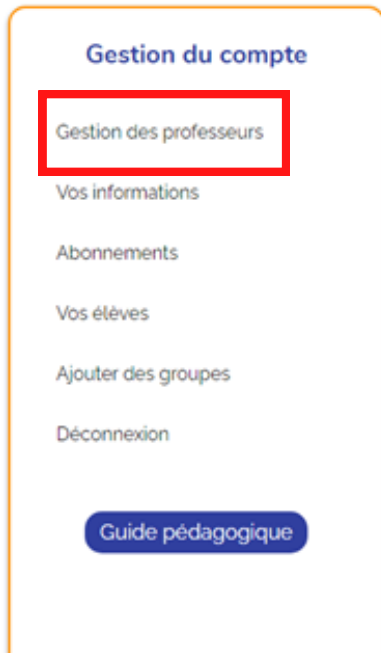 Gestion du compte
Gestion des professeurs
Vos informations
Abonnements
Vos élèves
Ajouter des groupes
Déconnexion
Guide pédagogique